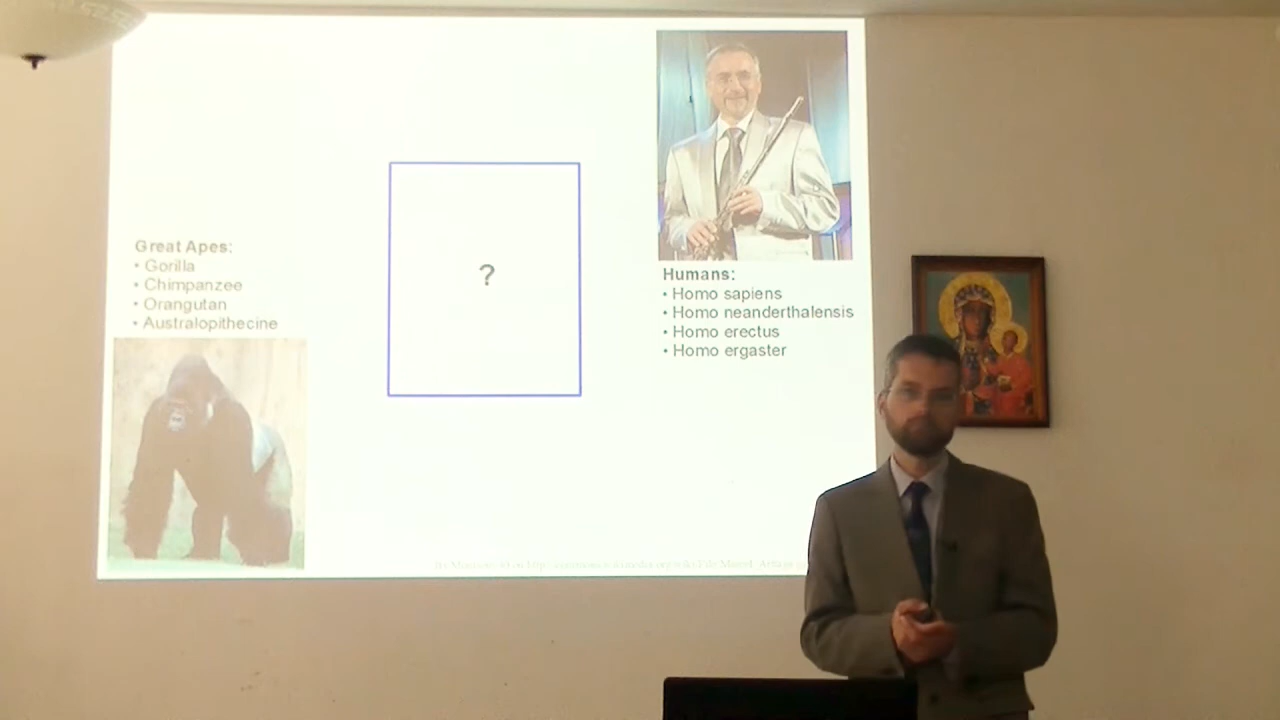 Great Apes:
• Gorilla
• Chimpanzee
• Orangutan
• Australopithecine
?
Humans:
• Homo sapiens
• Homo neanderthalensis
• Homo erectus
• Homo ergaster